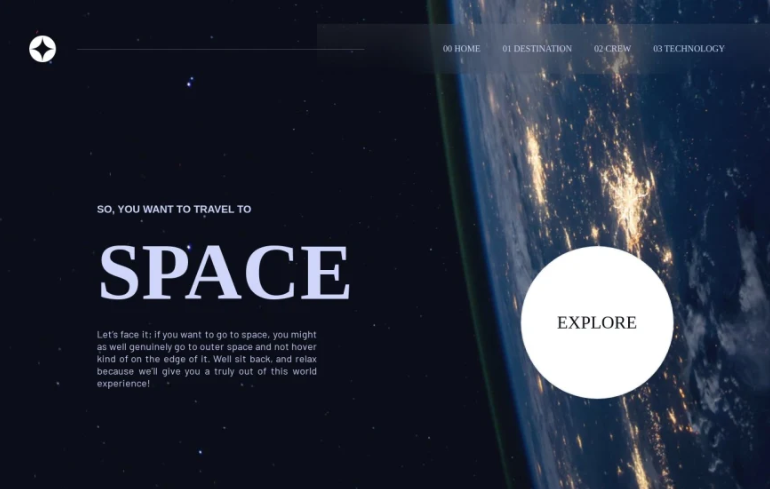 00 HOME 01 DESTINATION 02 CREW 03 TECHNOLOGY
SO, YOU WANT TO TRAVEL TO
SPACE
Let's face it: if you want to go to space, you might
as well genuinely go to outer space and not hover
kind of on the edge of it. Well sit back, and relax
because we'll give you a truly out of this world
experience!
EXPLORE